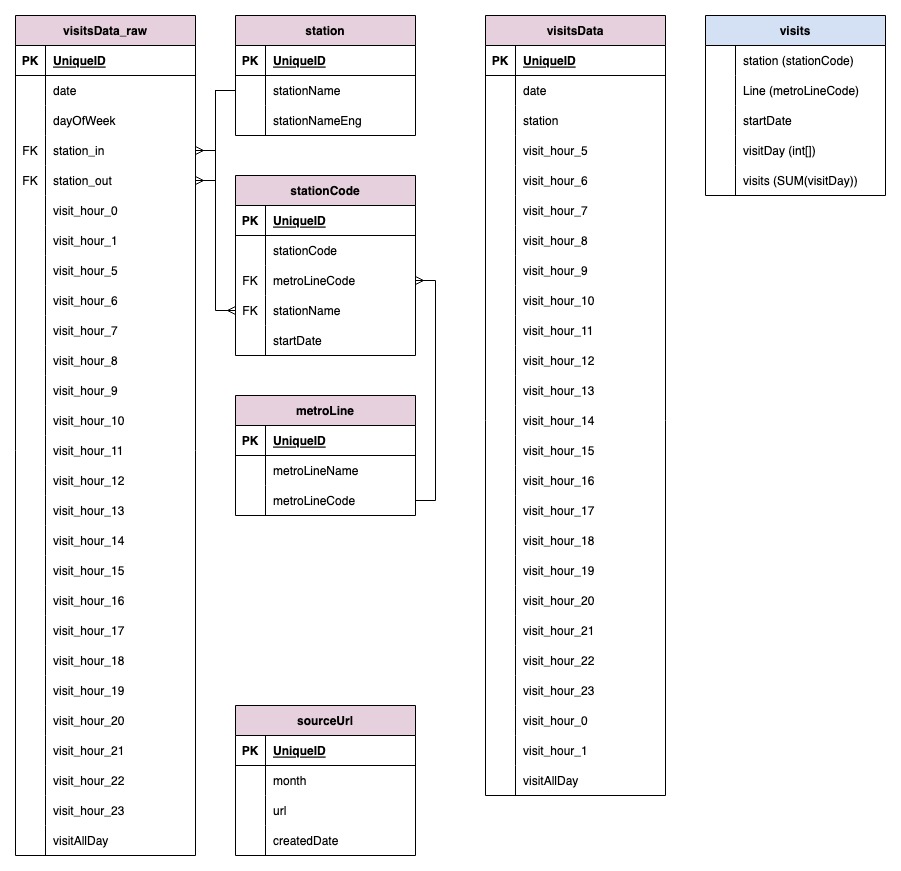 visitsData_raw
PK UniqueID
date
dayOfWeek
FK station_in
FK station_out
visit_hour_0
visit_hour_1
visit_hour_5
visit_hour_6
visit_hour_7
visit_hour_8
visit_hour_9
visit_hour_10
visit_hour_11
visit_hour_12
visit_hour_13
visit_hour_14
visit_hour_15
visit_hour_16
visit_hour_17
visit_hour_18
visit_hour_19
visit_hour_20
visit_hour_21
visit_hour_22
visit_hour_23
visitAllDay
station
PK UniqueID
stationName
stationNameEng
stationCode
PK UniqueID
stationCode
FK metroLineCode
FK stationName
startDate
metroLine
PK UniqueID
metroLineName
metroLineCode
sourceUrl
PK UniqueID
month
url
createdDate
visitsData
PK UniqueID
date
station
visit_hour_5
visit_hour_6
visit_hour_7
visit_hour_8
visit_hour_9
visit_hour_10
visit_hour_11
visit_hour_12
visit_hour_13
visit_hour_14
visit_hour_15
visit_hour_16
visit_hour_17
visit_hour_18
visit_hour_19
visit_hour_20
visit_hour_21
visit_hour_22
visit_hour_23
visit_hour_0
visit_hour_1
visitAllDay
visits
station (stationCode)
Line (metroLineCode)
startDate
visitDay (int[])
visits (SUM(visitDay))